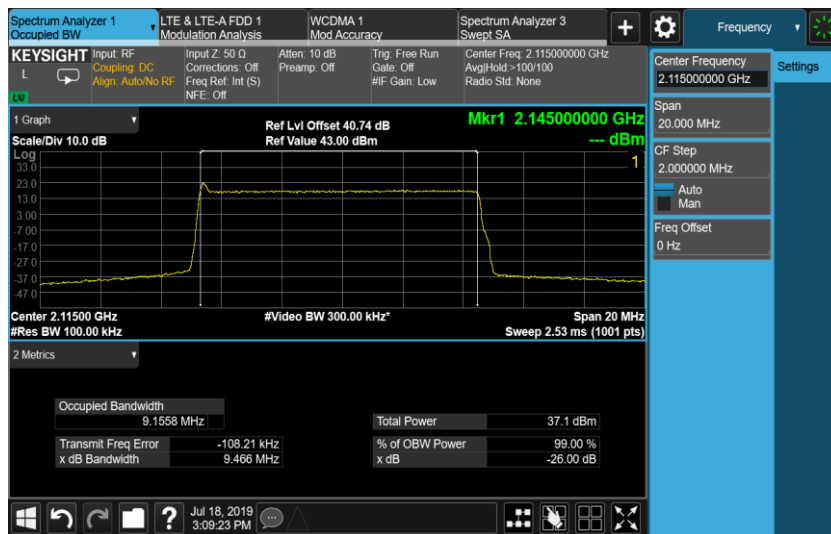 Spectrum Analyzer 1
Occupied BW
LTE & LTE-A FDD 1
Modulation Analysis
WCDMA 1
Mod Accuracy
Spectrum Analyzer 3
Swept SA
+
Frequency
KEYSIGHT
L
LXI
Input: RF
Coupling: DC
Align: Auto/No RF
Input Z: 50 Ω
Corrections: Off
Freq Ref: Int (S)
NFE: Off
Atten: 10 dB
Preamp: Off
Trig: Free Run
Gate: Off
#IF Gain: Low
Center Freq: 2.115000000 GHz
Avg|Hold:>100/100
Radio Std: None
Center Frequency
2.115000000 GHz
Settings
Span
20.000 MHz
CF Step
2.000000 MHz
Auto
Man
Freq Offset
0 Hz
1 Graph
Scale/Div 10.0 dB
Ref Lvl Offset 40.74 dB
Ref Value 43.00 dBm
Mkr1 2.145000000 GHz
--- dBm
Log
1
33.0
23.0
13.0
3.00
-7.00
-17.0
-27.0
-37.0
-47.0
Center 2.11500 GHz
#Video BW 300.00 kHz*
Span 20 MHz
#Res BW 100.00 kHz
Sweep 2.53 ms (1001 pts)
2 Metrics
Occupied Bandwidth
9.1558 MHz
Total Power 37.1 dBm
Transmit Freq Error -108.21 kHz
% of OBW Power 99.00 %
x dB Bandwidth 9.466 MHz
x dB -26.00 dB
?
Jul 18, 2019
3:09:23 PM